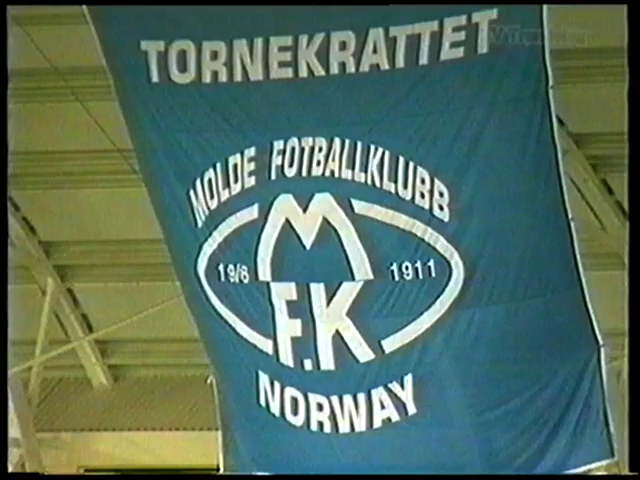 TORNEKRATTET
MOLDE FOTBALLKLUBB
19/6 M 1911
F.K
NORWAY